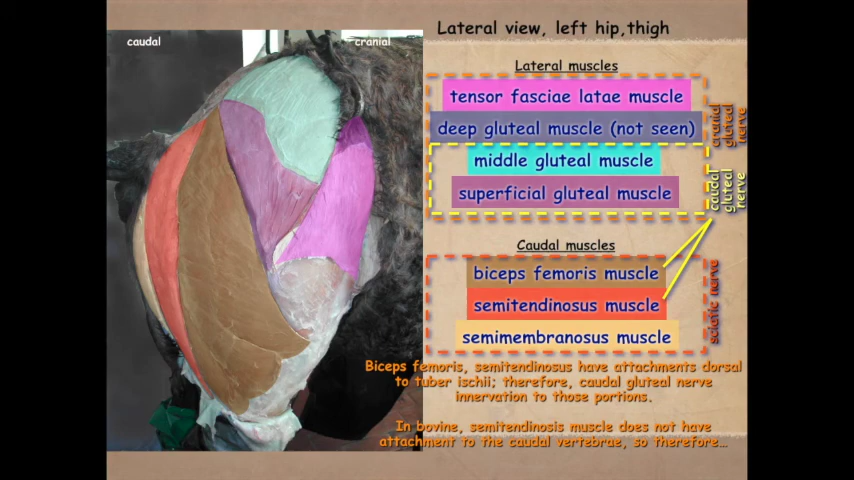 Lateral view, left hip,thigh
caudal
cranial
Lateral muscles
tensor fasciae latae muscle
deep gluteal muscle (not seen)
middle gluteal muscle
superficial gluteal muscle
cranial
gluteal
nerve
caudal
gluteal
nerve
Caudal muscles
biceps femoris muscle
semitendinosus muscle
semimembranosus muscle
sciatic nerve
Biceps femoris, semitendinosus have attachments dorsal
to tuber ischii; therefore, caudal gluteal nerve
innervation to those portions.
In bovine, semitendinosis muscle does not have
attachment to the caudal vertebrae, so therefore...